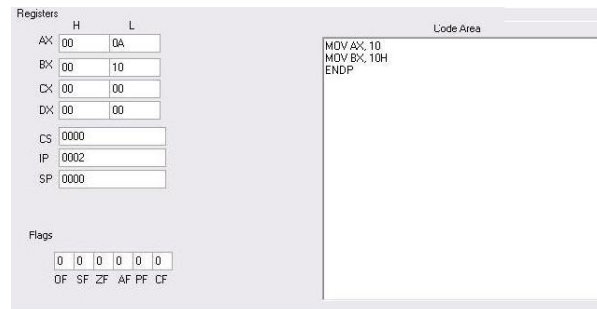 Registers
H L
AX 00 0A
BX 00 10
CX 00 00
DX 00 00
CS 0000
IP 0002
SP 0000
Flags
0 0 0 0 0 0
OF SF ZF AF PF CF
Code Area
MOV AX, 10
MOV BX, 10H
ENDP